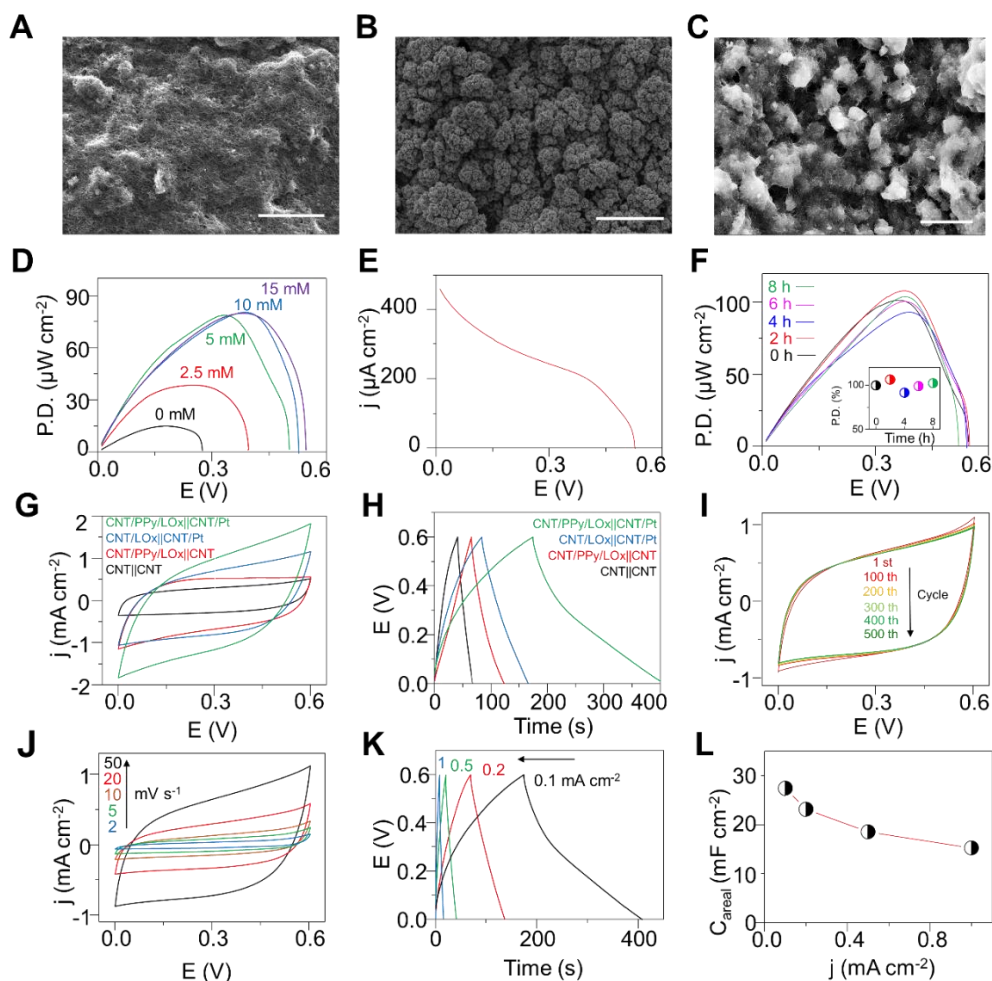 A
B
C
D
P.D. (µW cm⁻²)
90
60
30
0
15 mM
10 mM
5 mM
2.5 mM
0 mM
0.0
0.3
0.6
E (V)
E
j (µA cm⁻²)
400
200
0
0.0
0.3
0.6
E (V)
F
P.D. (µW cm⁻²)
100
50
0
8 h
6 h
4 h
2 h
0 h
P.D. (%)
100
50
0 4 8
Time (h)
0.0
0.3
0.6
E (V)
G
j (mA cm⁻²)
2
1
0
-1
-2
CNT/PPy/LOx||CNT/Pt
CNT/LOx||CNT/Pt
CNT/PPy/LOx||CNT
CNT||CNT
0.0
0.3
0.6
E (V)
H
E (V)
0.6
0.4
0.2
0.0
CNT/PPy/LOx||CNT/Pt
CNT/LOx||CNT/Pt
CNT/PPy/LOx||CNT
CNT||CNT
0 100 200 300 400
Time (s)
I
j (mA cm⁻²)
1
0
-1
1 st
100 th
200 th
300 th
400 th
500 th
Cycle
0.0
0.3
0.6
E (V)
J
j (mA cm⁻²)
1
0
-1
50
20
10
5
2
mV s⁻¹
0.0
0.3
0.6
E (V)
K
E (V)
0.6
0.4
0.2
0.0
1
0.5
0.2
0.1 mA cm⁻²
0
200
400
Time (s)
L
C areal (mF cm⁻²)
30
20
10
0
0.0
0.4
0.8
j (mA cm⁻²)